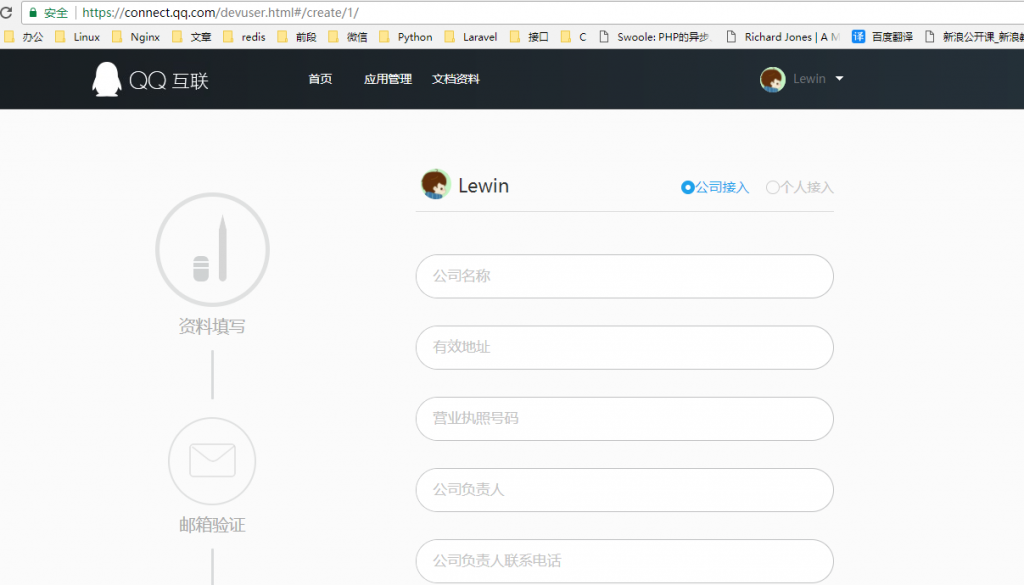 安全 https://connect.qq.com/devuser.html#/create/1/
办公 Linux Nginx 文章 redis 前段 微信 Python Laravel 接口 C Swoole: PHP的异步 Richard Jones | A M 译 百度翻译 新浪公开课_新浪教
QQ 互联 首页 应用管理 文档资料 Lewin
Lewin 公司接入 个人接入
公司名称
资料填写
有效地址
营业执照号码
公司负责人
邮箱验证
公司负责人联系电话